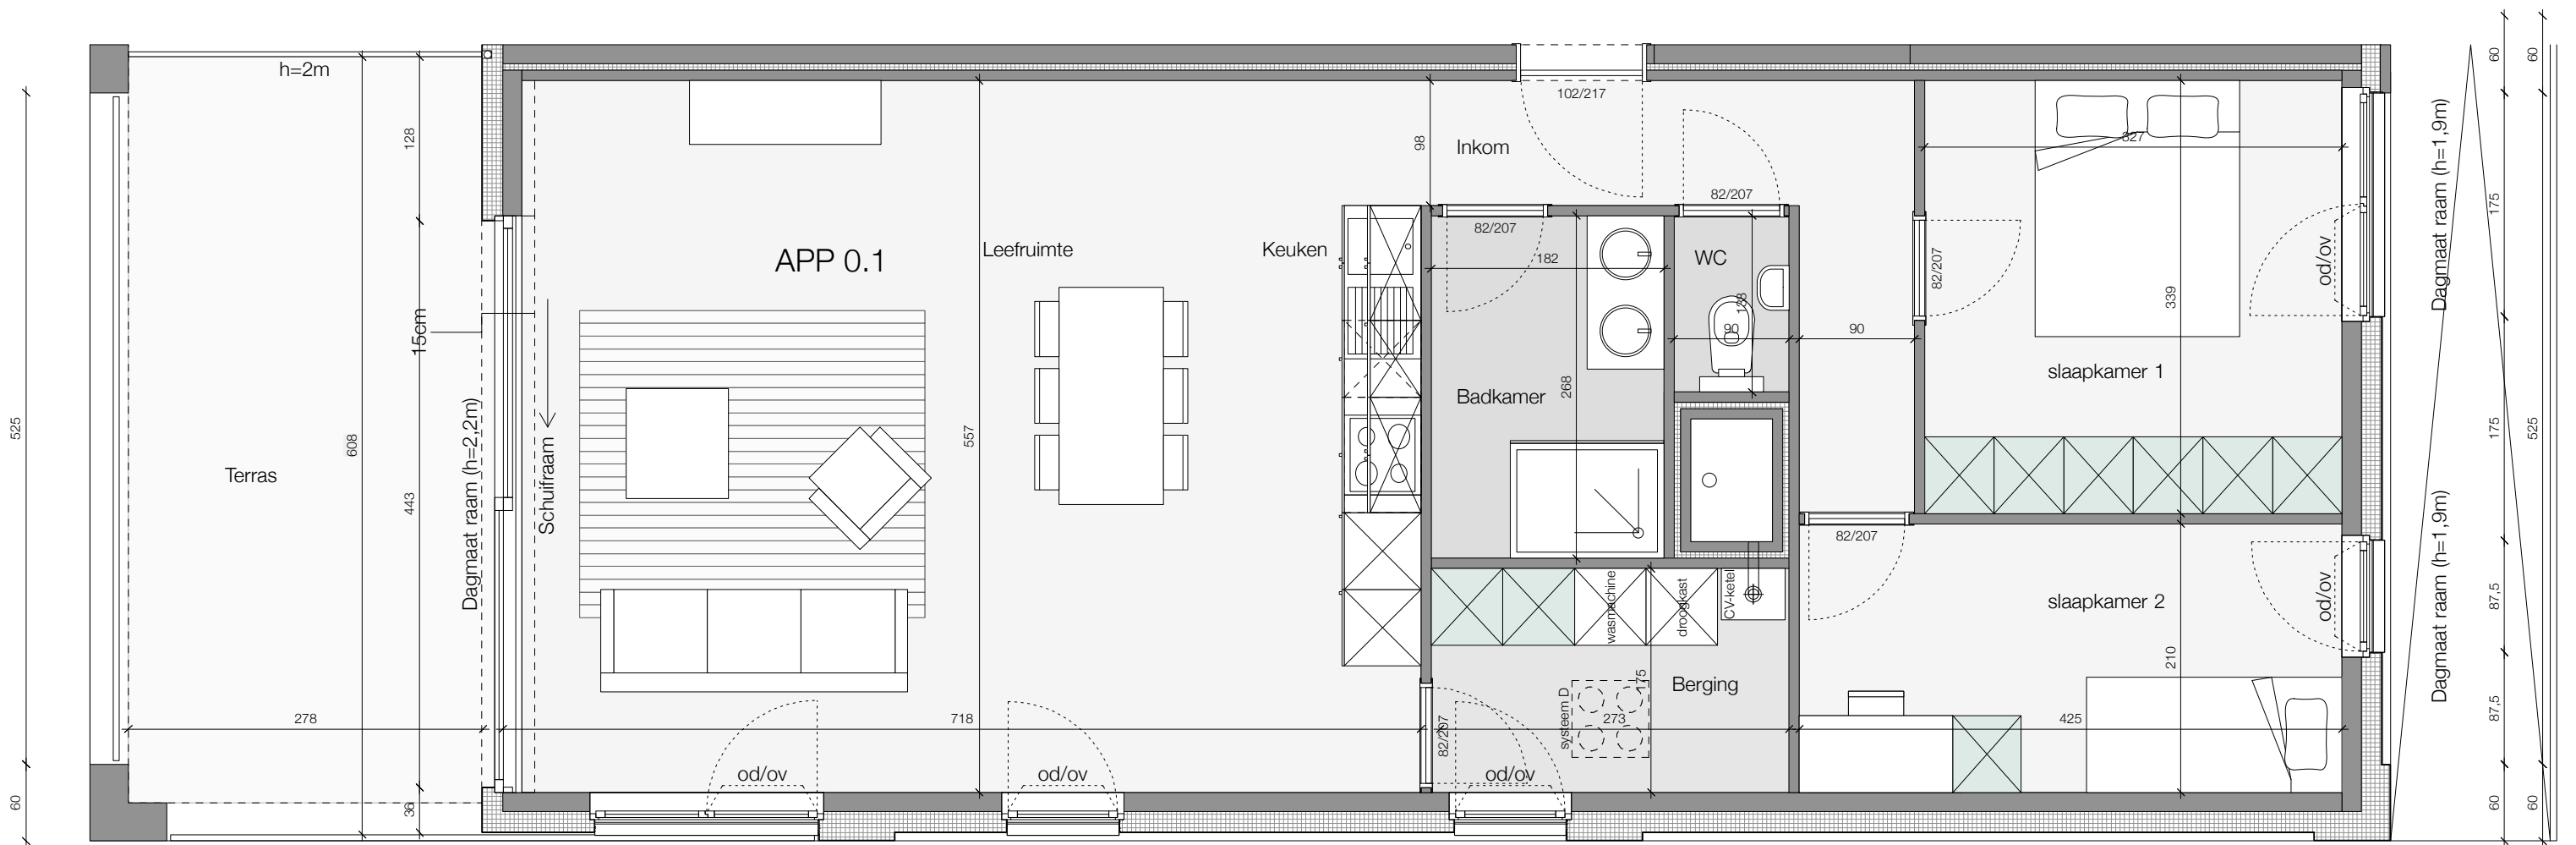 h=2m
128
608
443
36
525
60
Terras
278
15cm
Dagmaat raam (h=2,2m)
Schuifraam
APP 0.1
Leefruimte
557
718
od/ov
od/ov
Keuken
98
Inkom
102/217
82/207
82/207
182
Badkamer
268
WC
128
90
90
82/207
wasmachine
droogkast
CV-ketel
systeem D
175
Berging
273
82/207
od/ov
327
339
slaapkamer 1
od/ov
82/207
slaapkamer 2
210
425
od/ov
Dagmaat raam (h=1,9m)
Dagmaat raam (h=1,9m)
60
175
175
87,5
87,5
60
60
525
60